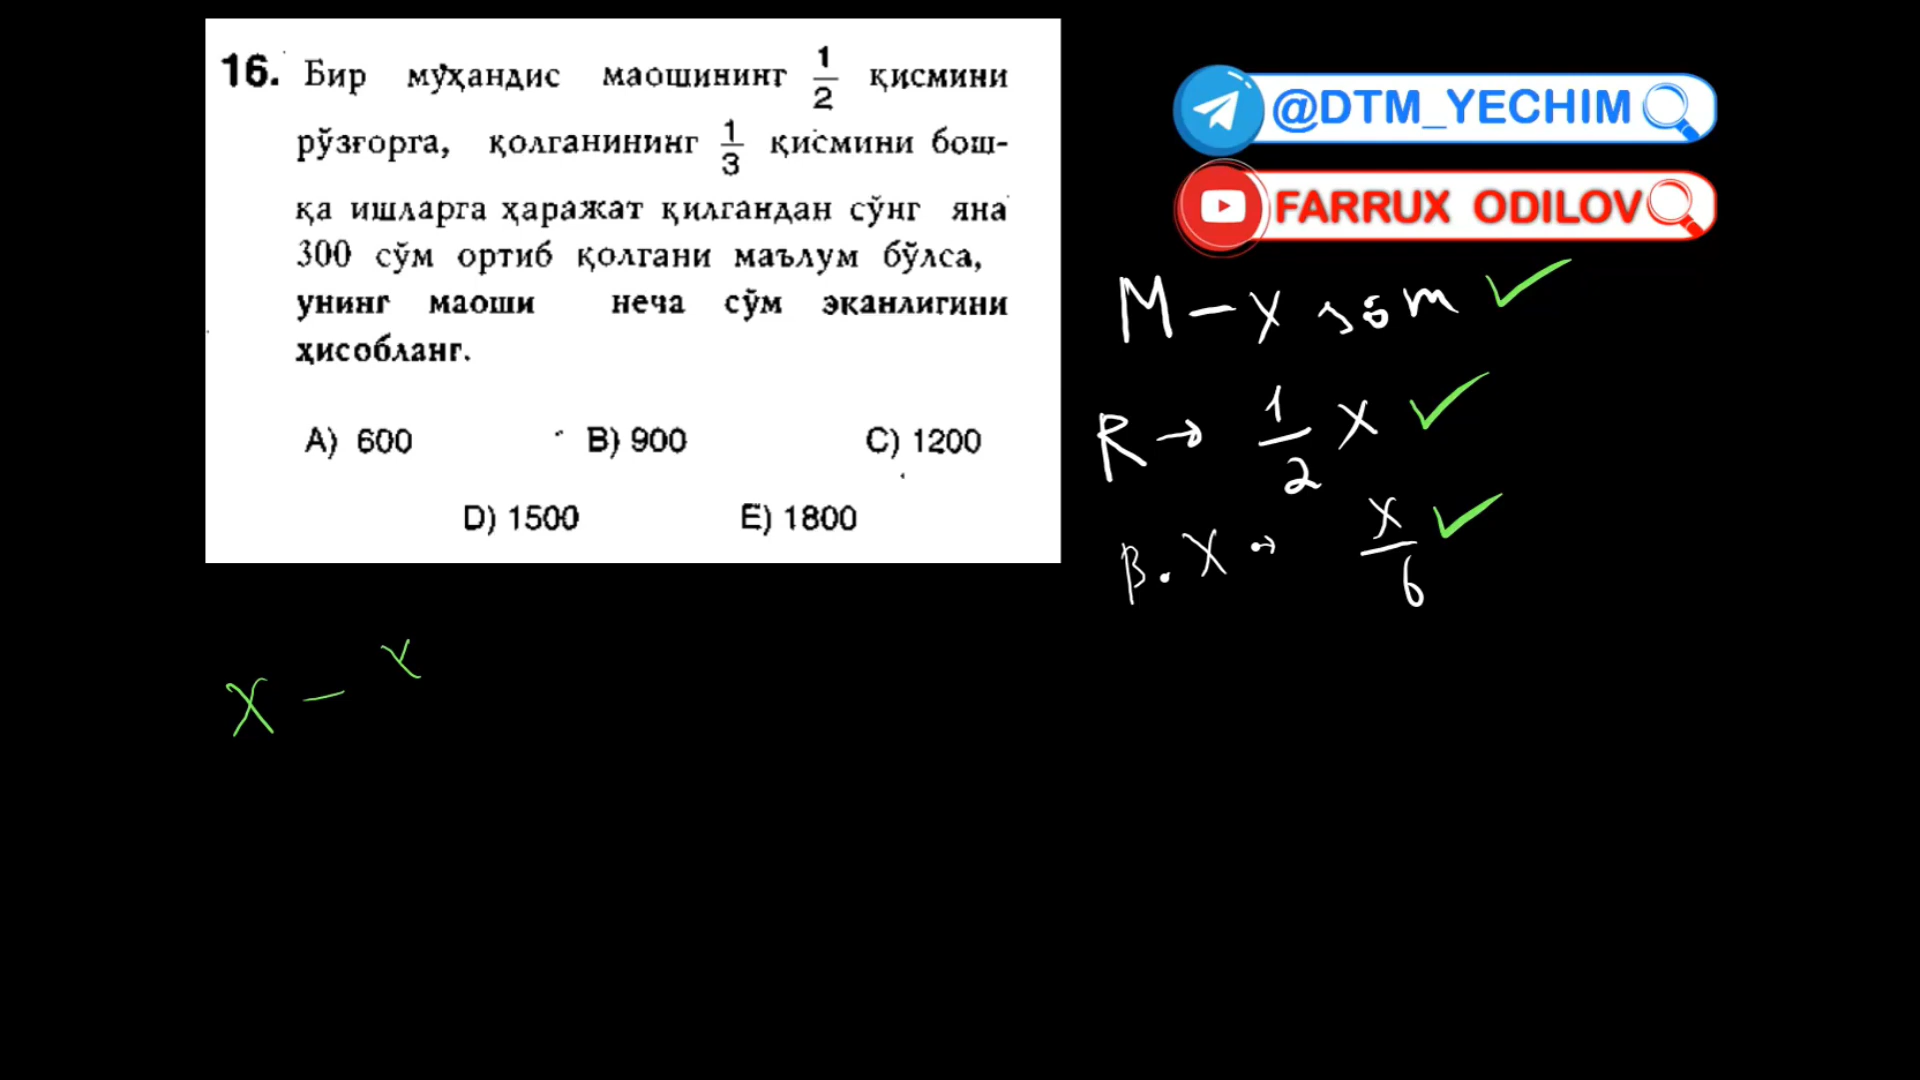 16. Бир муҳандис маошининг 1/2 қисмини
рўзғорга, қолганининг 1/3 қисмини бош-
қа ишларга ҳаражат қилгандан сўнг яна
300 сўм ортиб қолгани маълум бўлса,
унинг маоши неча сўм эканлигини
ҳисобланг.
A) 600 B) 900 C) 1200
D) 1500 E) 1800
@DTM_YECHIM
FARRUX ODILOV
M – x söm ✓
R → 1/2 x ✓
B. X → x/6 ✓
x – x